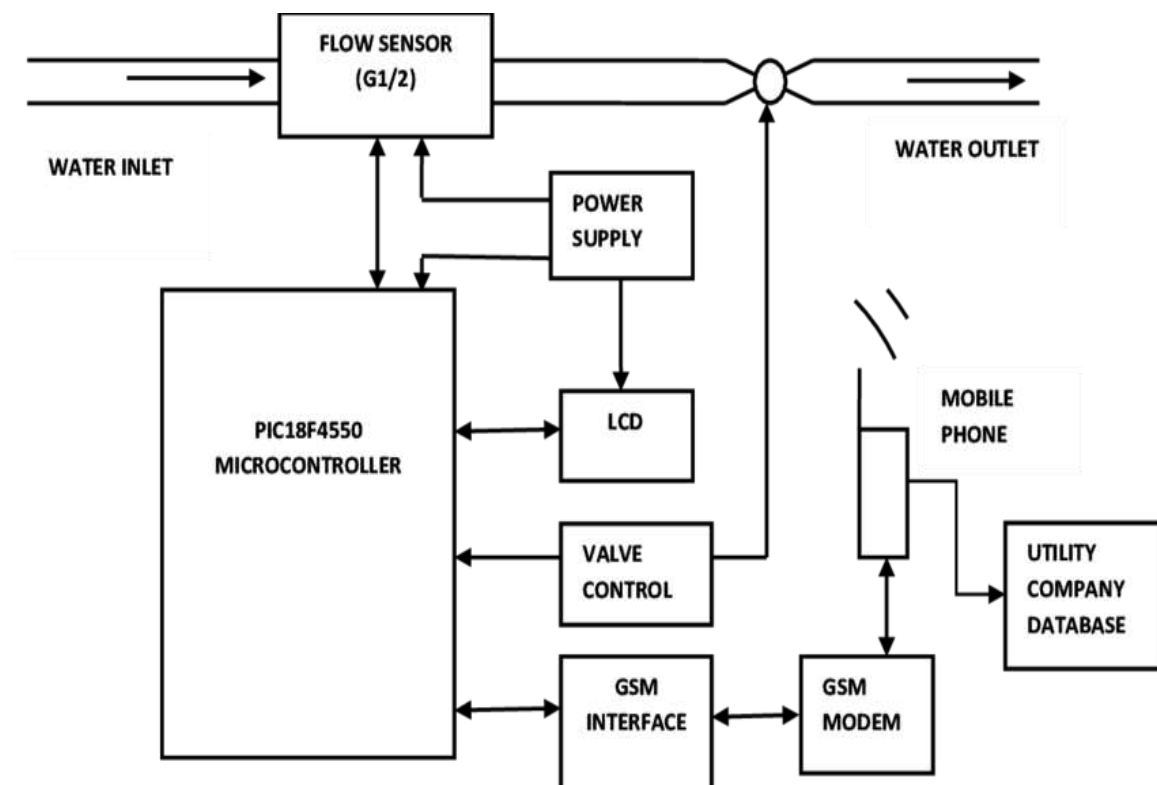 FLOW SENSOR
(G1/2)
WATER INLET
WATER OUTLET
POWER
SUPPLY
MOBILE
PHONE
LCD
PIC18F4550
MICROCONTROLLER
VALVE
CONTROL
UTILITY
COMPANY
DATABASE
GSM
INTERFACE
GSM
MODEM